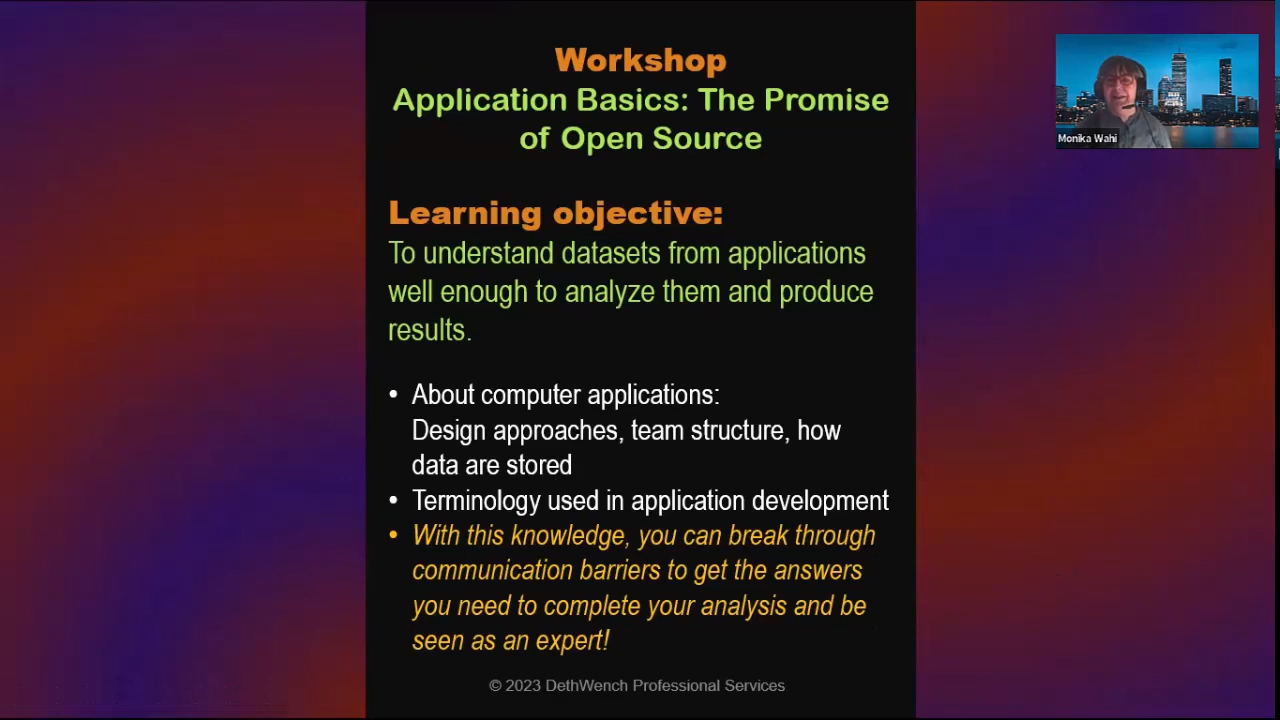 Workshop
Application Basics: The Promise
of Open Source
Monika Wahi
Learning objective:
To understand datasets from applications
well enough to analyze them and produce
results.
• About computer applications:
Design approaches, team structure, how
data are stored
• Terminology used in application development
• With this knowledge, you can break through
communication barriers to get the answers
you need to complete your analysis and be
seen as an expert!
© 2023 DethWench Professional Services